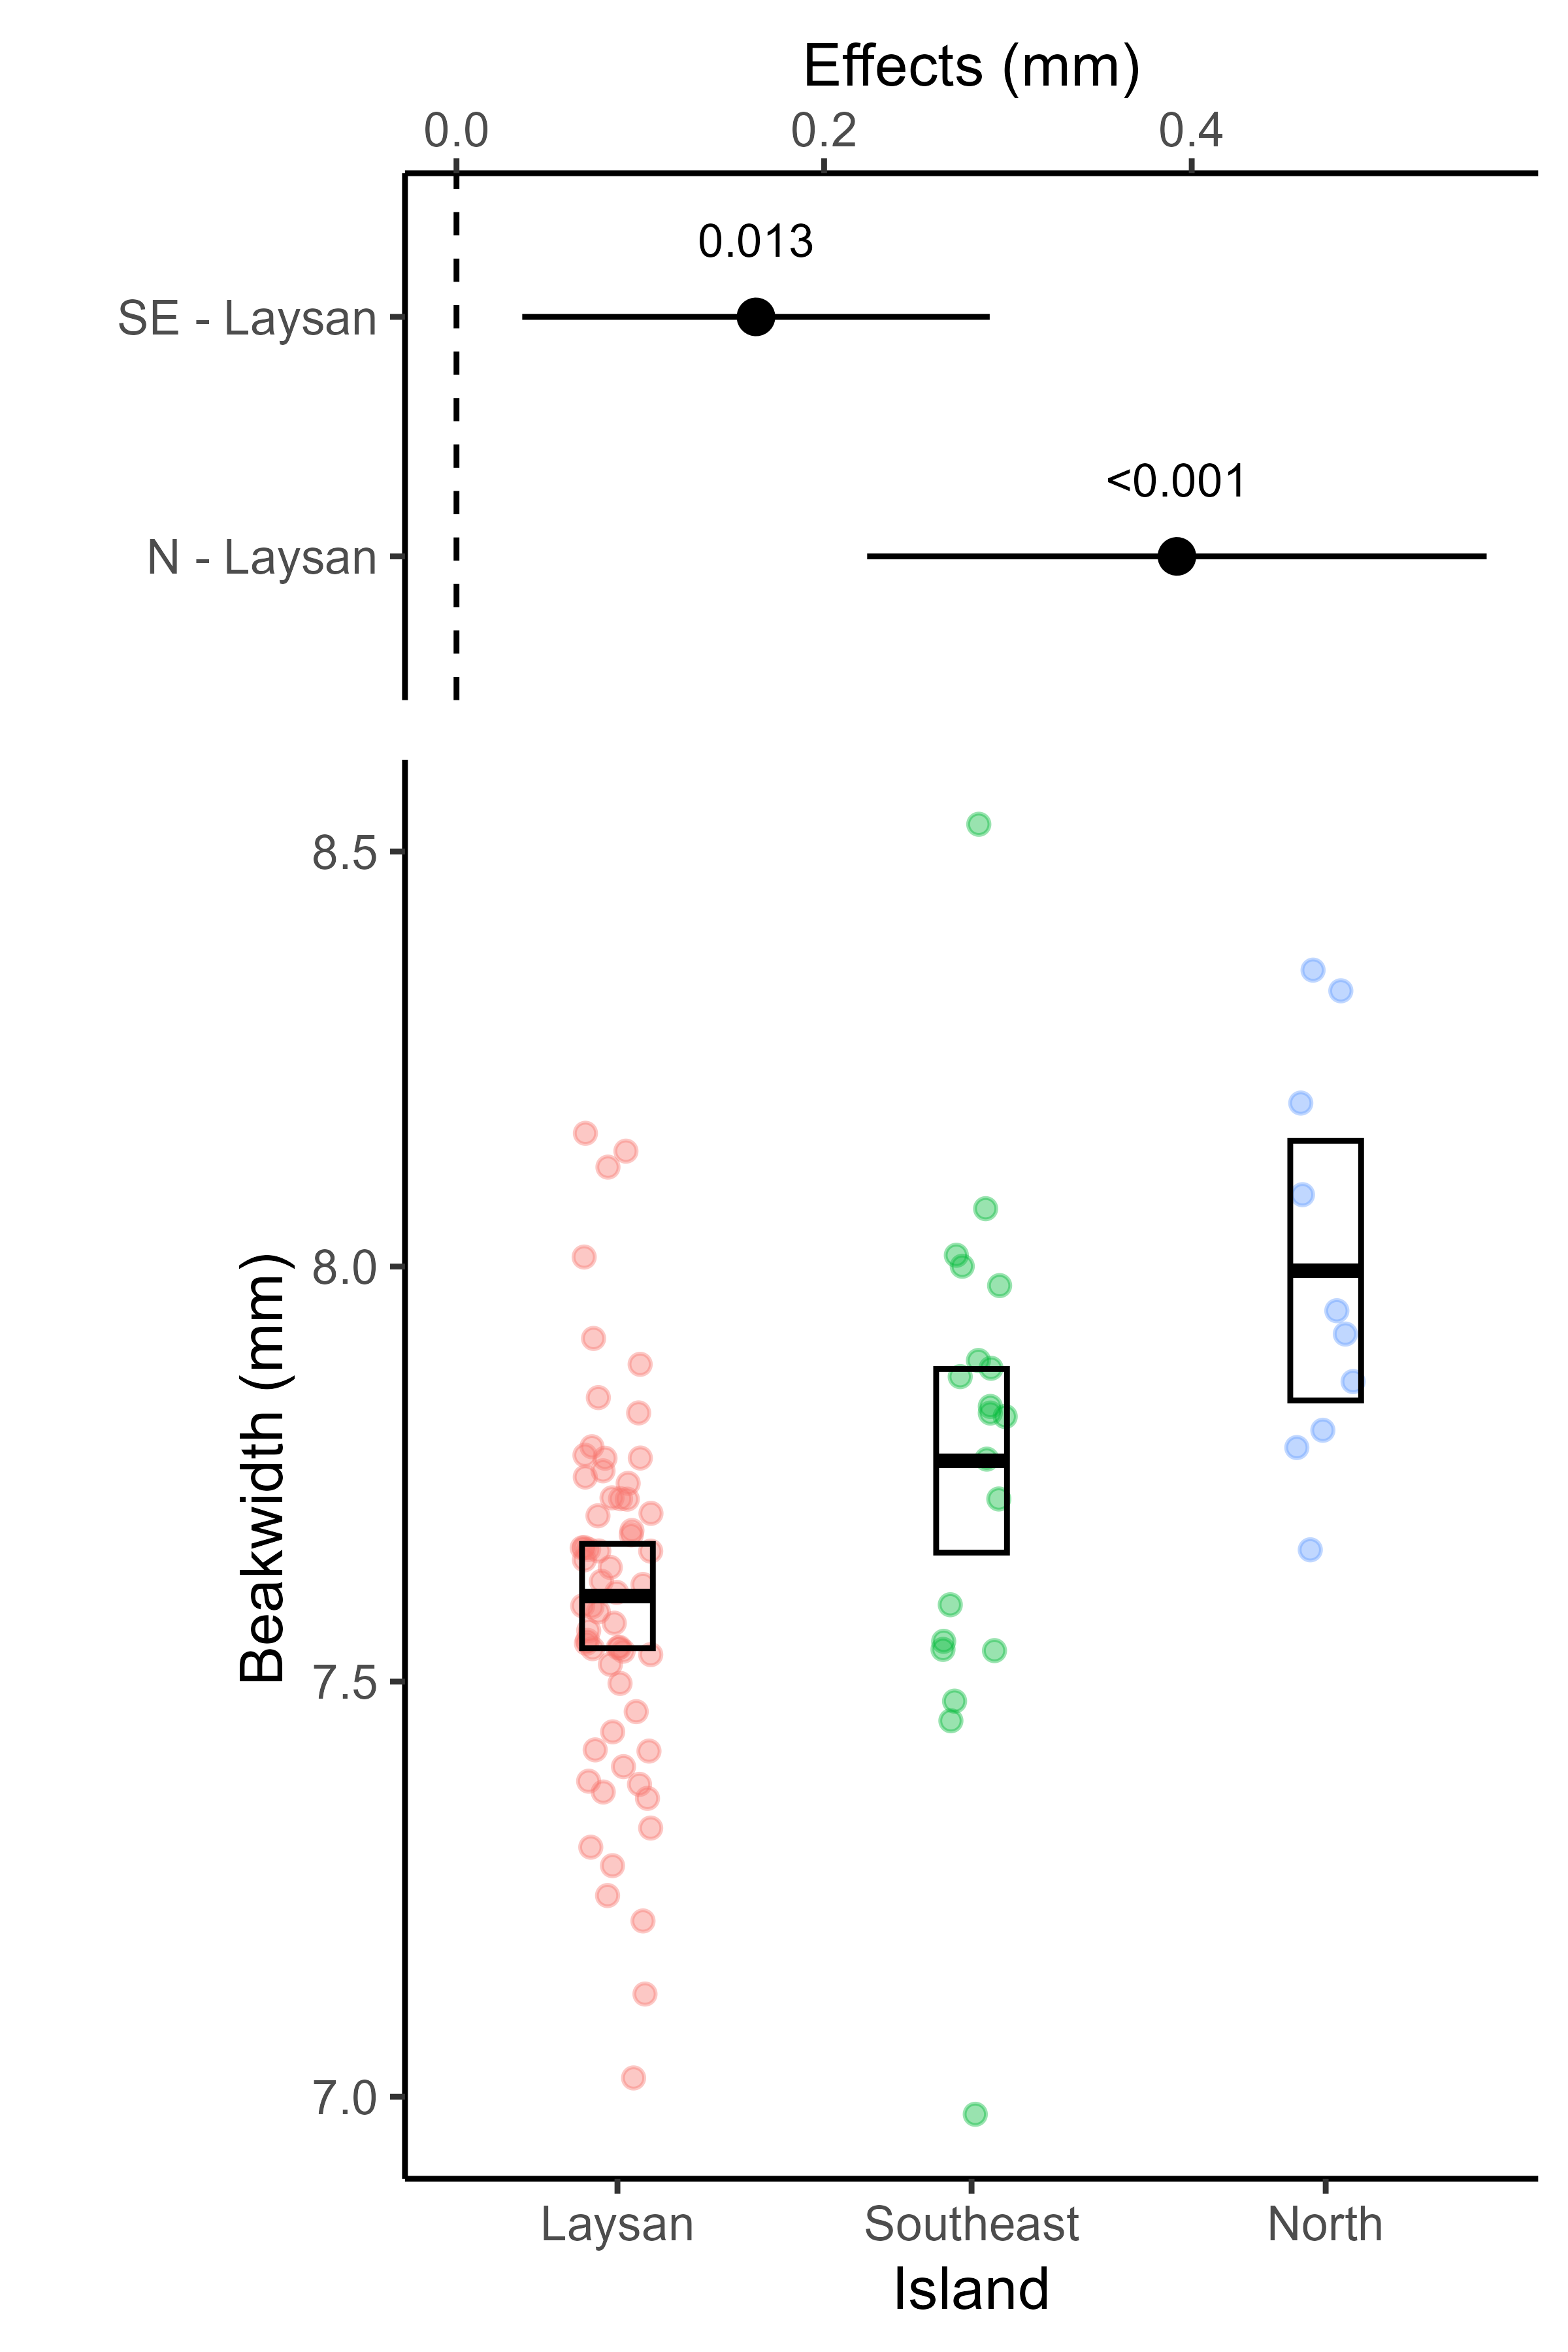 Effects (mm)
0.0 0.2 0.4
0.013
SE - Laysan
<0.001
N - Laysan
8.5
8.0
7.5
7.0
Beakwidth (mm)
Laysan Southeast North
Island